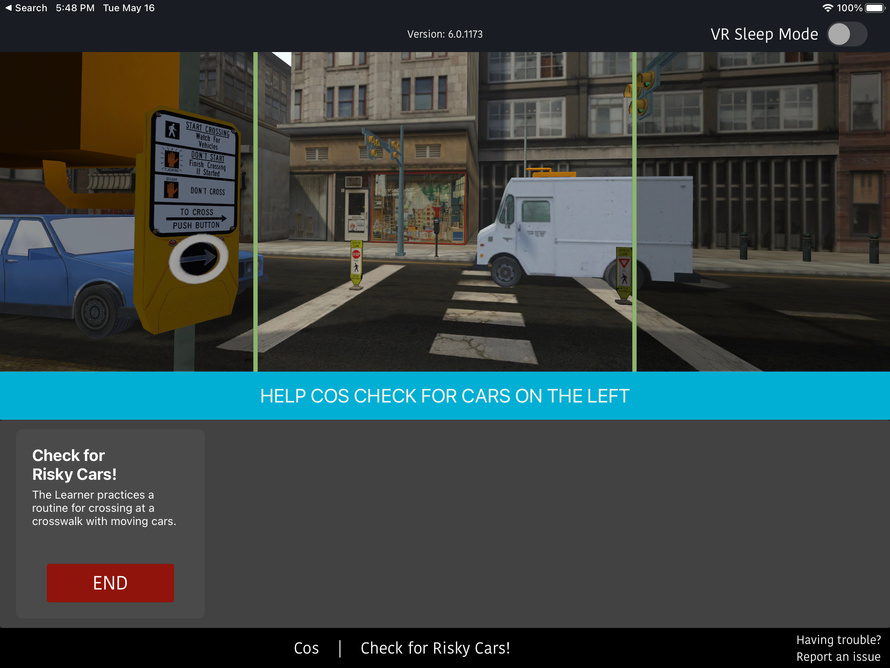 Search 5:48 PM Tue May 16
100%
Version: 6.0.1173
VR Sleep Mode
START CROSSING
Watch For
Vehicles
DON'T START
Finish Crossing
If Started
DON'T CROSS
TO CROSS
PUSH BUTTON
HELP COS CHECK FOR CARS ON THE LEFT
Check for
Risky Cars!
The Learner practices a
routine for crossing at a
crosswalk with moving cars.
END
Cos | Check for Risky Cars!
Having trouble?
Report an issue